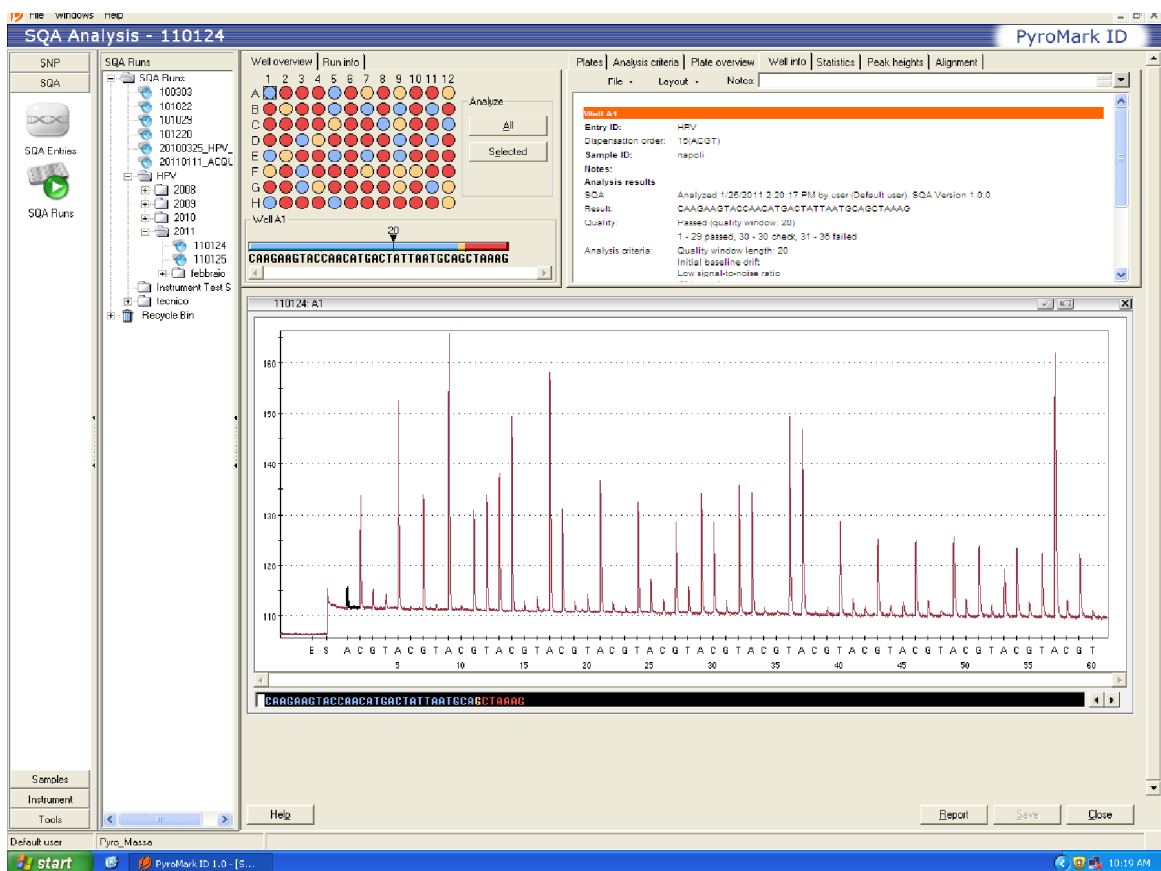 File Windows Help
SQA Analysis - 110124
PyroMark ID
SNP
SQA
SQA Entries
SQA Runs
Samples
Instrument
Tools
SQA Runs
SQA Runs
100303
101022
101029
101220
20100325_HPV_
20110111_ACQU
HPV
2008
2009
2010
2011
110124
110125
febbraio
Instrument Test S
tecnico
Recycle Bin
Well overview Run info
1 2 3 4 5 6 7 8 9 10 11 12
A
B
C
D
E
F
G
H
Analyze
All
Selected
Well A1
20
CAAGAAGTACCAACATGACTATTAATGCAGCTAAAG
Plates Analysis criteria Plate overview Well info Statistics Peak heights Alignment
File Layout Notes:
Well A1
Entry ID: HPV
Dispensation order: 15(ACGT)
Sample ID: napoli
Notes:
Analysis results
SQA Analyzed 1/26/2011 2:20:17 PM by user (Default user) SQA Version 1.0.0
Result: CAAGAAGTACCAACATGACTATTAATGCAGCTAAAG
Quality: Passed (quality window: 20)
1 - 29 passed, 30 - 30 check, 31 - 36 failed
Analysis criteria: Quality window length: 20
Initial baseline drift
Low signal-to-noise ratio
110124: A1
160
150
140
130
120
110
E S A C G T A C G T A C G T A C G T A C G T A C G T A C G T A C G T A C G T A C G T A C G T A C G T A C G T A C G T A C G T
5 10 15 20 25 30 35 40 45 50 55 60
CAAGAAGTACCAACATGACTATTAATGCAGCTAAAG
Help
Report
Save
Close
Default user Pyro_Massa
start PyroMark ID 1.0 - [S... 10:19 AM